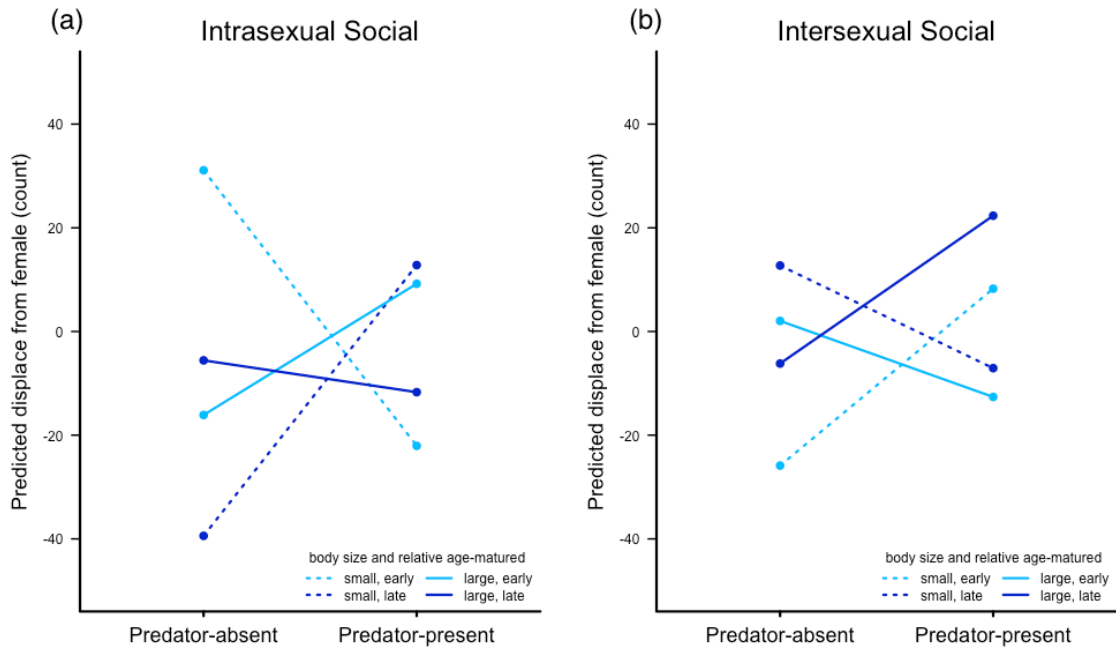 (a)
Intrasexual Social
Predicted displace from female (count)
40
20
0
-20
-40
body size and relative age-matured
small, early large, early
small, late large, late
Predator-absent Predator-present
(b)
Intersexual Social
Predicted displace from female (count)
40
20
0
-20
-40
body size and relative age-matured
small, early large, early
small, late large, late
Predator-absent Predator-present